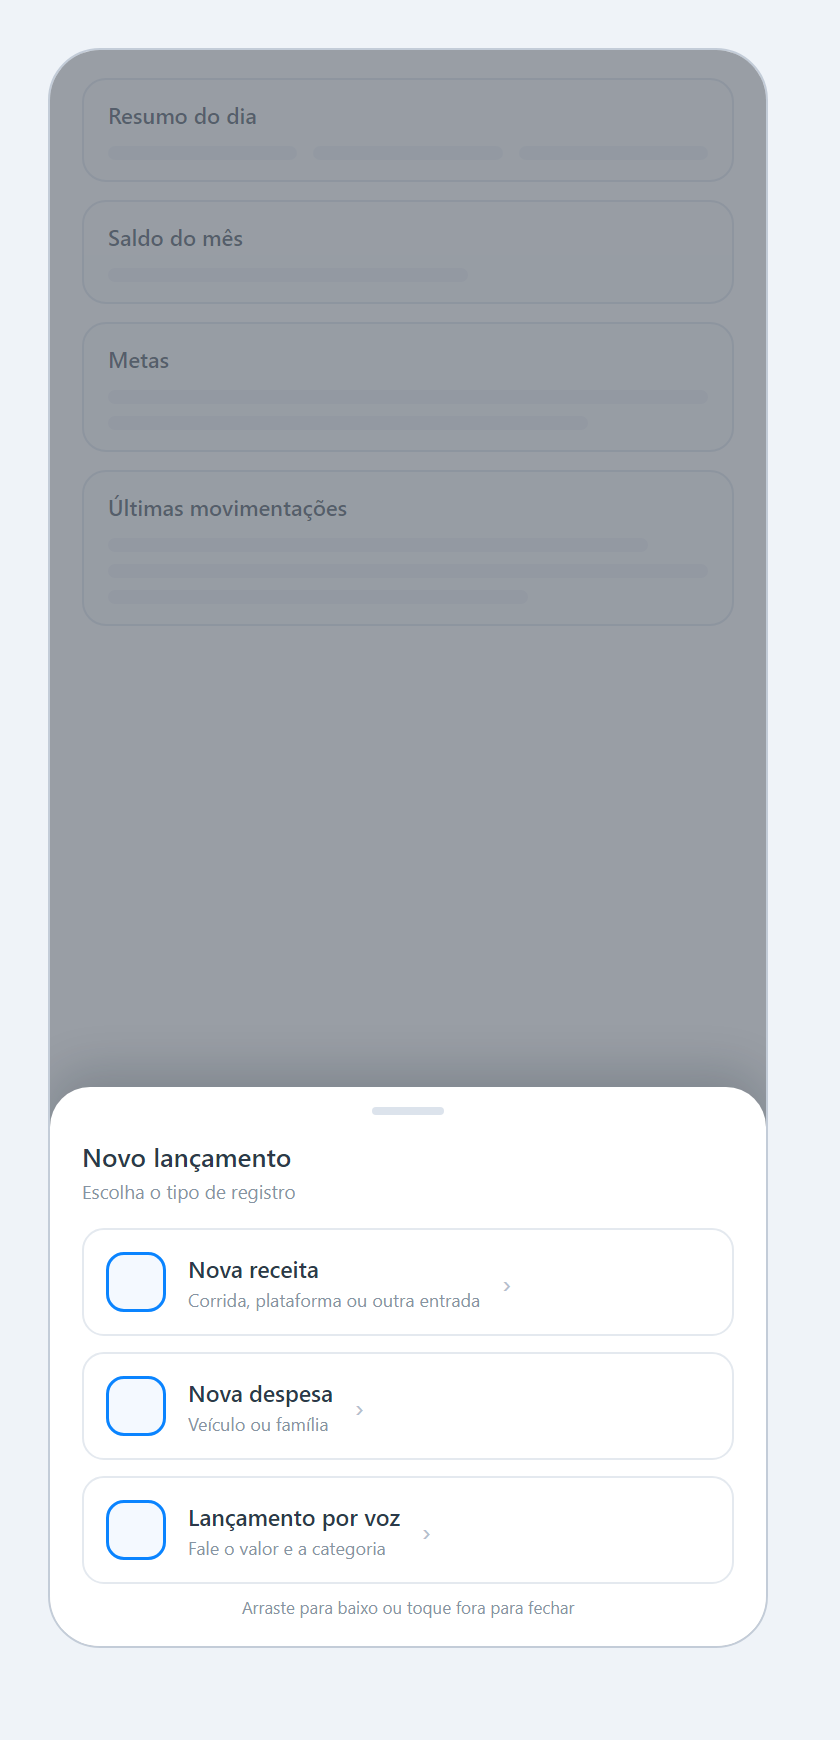 Resumo do dia
Saldo do mês
Metas
Últimas movimentações
Novo lançamento
Escolha o tipo de registro
Nova receita
Corrida, plataforma ou outra entrada
›
Nova despesa
Veículo ou família
›
Lançamento por voz
Fale o valor e a categoria
›
Arraste para baixo ou toque fora para fechar